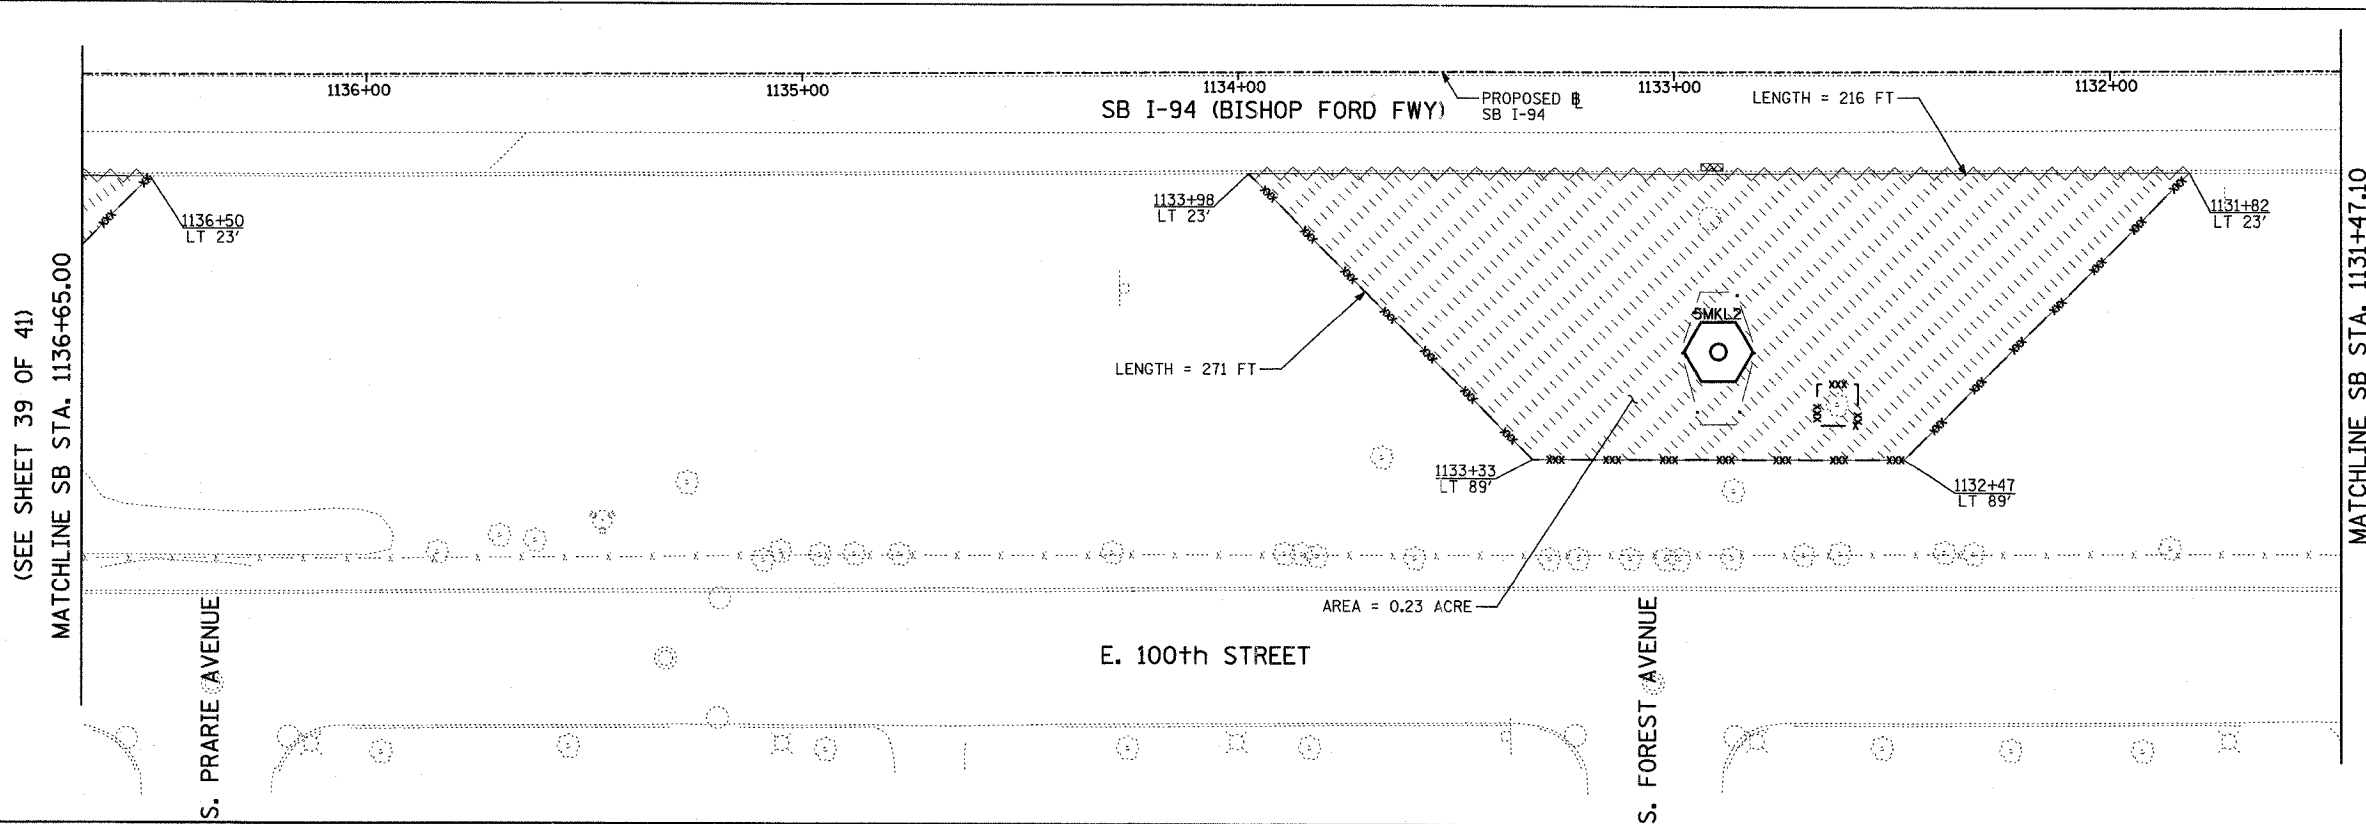 1136+00
1135+00
1134+00
1133+00
1132+00
SB I-94 (BISHOP FORD FWY)
PROPOSED BL
SB I-94
LENGTH = 216 FT
1136+50
LT 23'
1133+98
LT 23'
1131+82
LT 23'
(SEE SHEET 39 OF 41)
MATCHLINE SB STA. 1136+65.00
MATCHLINE SB STA. 1131+47.10
5MKL2
LENGTH = 271 FT
1133+33
LT 89'
1132+47
LT 89'
AREA = 0.23 ACRE
E. 100th STREET
S. PRARIE AVENUE
S. FOREST AVENUE